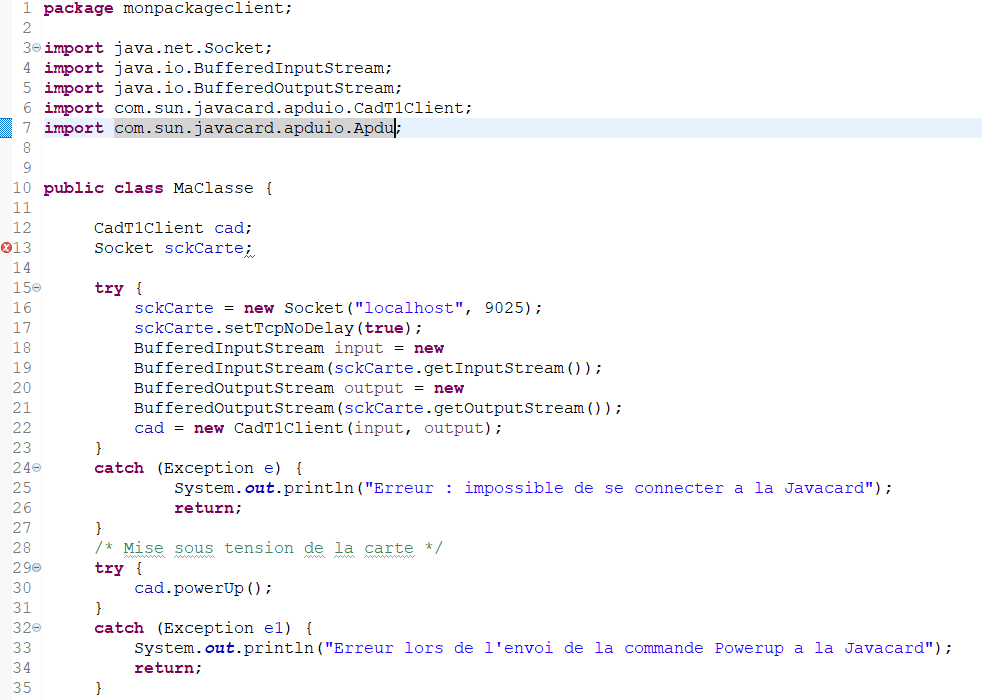 1 package monpackageclient;
2
3 import java.net.Socket;
4 import java.io.BufferedInputStream;
5 import java.io.BufferedOutputStream;
6 import com.sun.javacard.apduio.CadT1Client;
7 import com.sun.javacard.apduio.Apdu;
8
9
10 public class MaClasse {
11
12 CadT1Client cad;
13 Socket sckCarte;
14
15 try {
16 sckCarte = new Socket("localhost", 9025);
17 sckCarte.setTcpNoDelay(true);
18 BufferedInputStream input = new
19 BufferedInputStream(sckCarte.getInputStream());
20 BufferedOutputStream output = new
21 BufferedOutputStream(sckCarte.getOutputStream());
22 cad = new CadT1Client(input, output);
23 }
24 catch (Exception e) {
25 System.out.println("Erreur : impossible de se connecter a la Javacard");
26 return;
27 }
28 /* Mise sous tension de la carte */
29 try {
30 cad.powerUp();
31 }
32 catch (Exception e1) {
33 System.out.println("Erreur lors de l'envoi de la commande Powerup a la Javacard");
34 return;
35 }